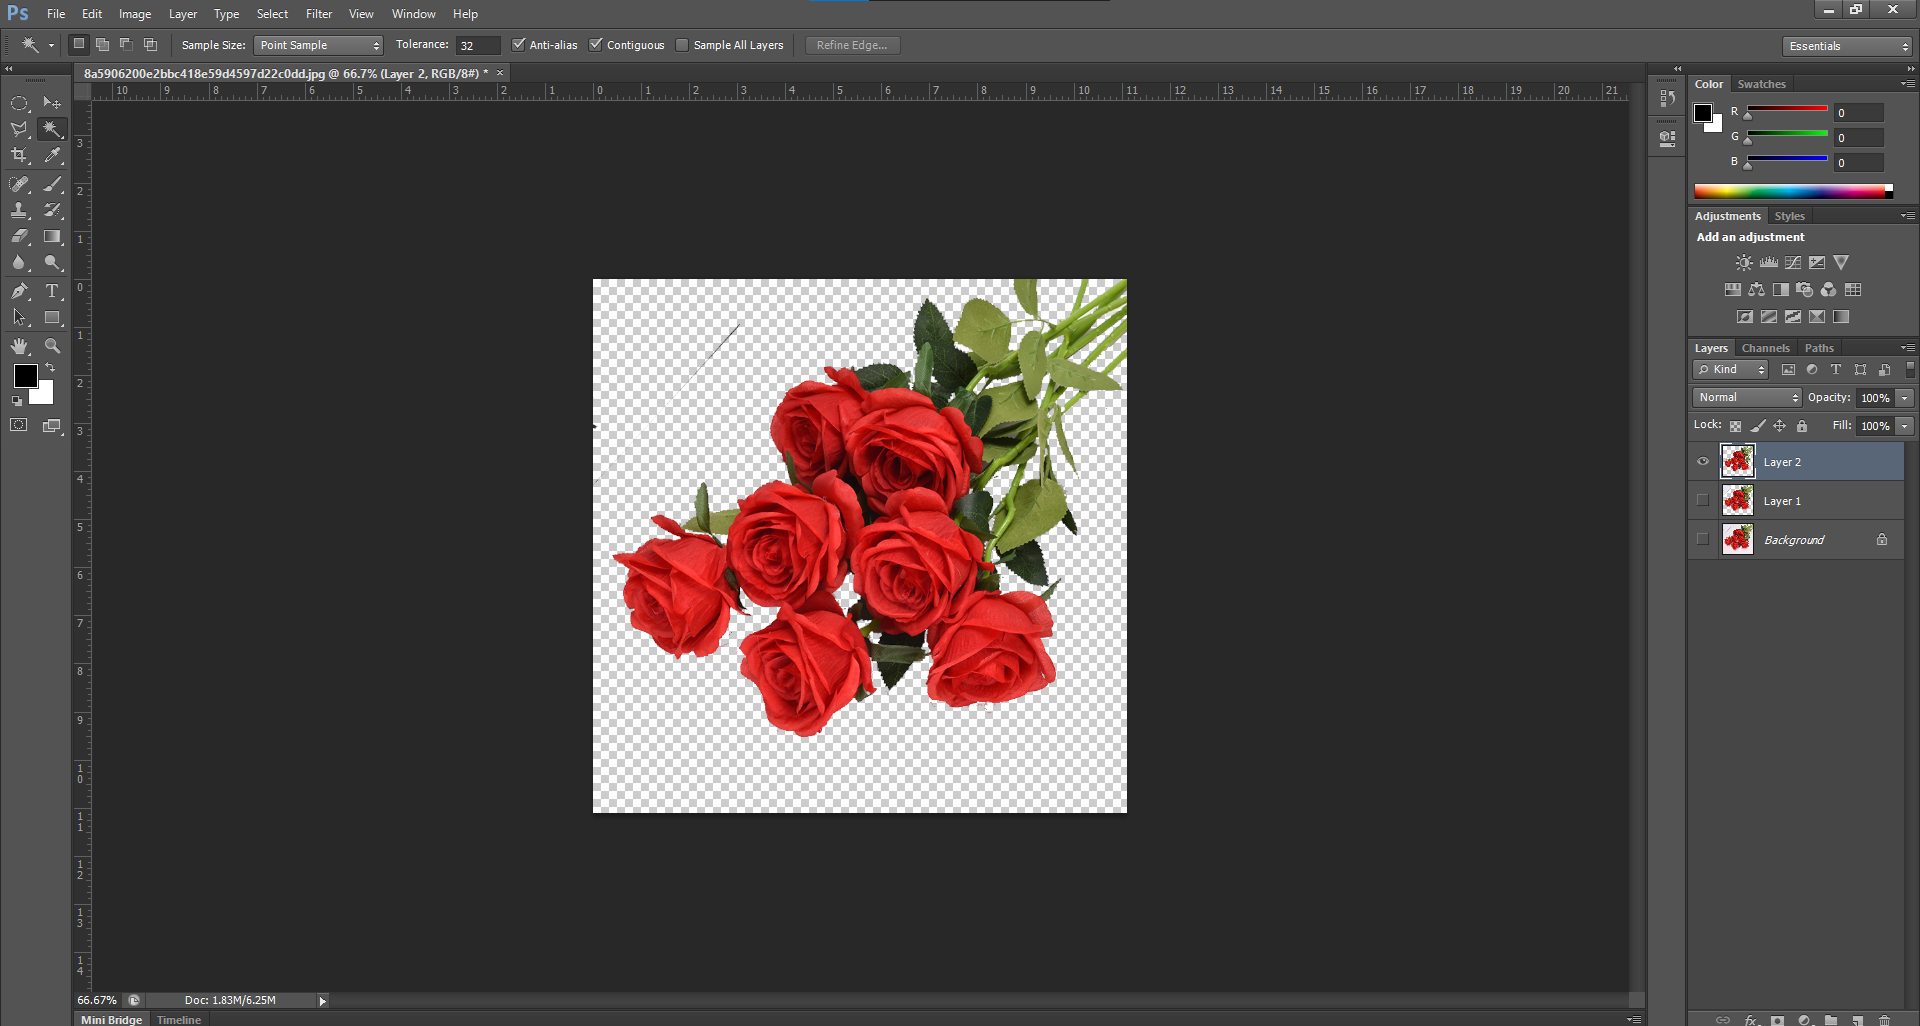 Ps File Edit Image Layer Type Select Filter View Window Help
Sample Size: Point Sample Tolerance: 32 Anti-alias Contiguous Sample All Layers Refine Edge... Essentials
8a5906200e2bbc418e59d4597d22c0dd.jpg @ 66.7% (Layer 2, RGB/8#) * ×
10 9 8 7 6 5 4 3 2 1 0 1 2 3 4 5 6 7 8 9 10 11 12 13 14 15 16 17 18 19 20 21
3
2
1
0
1
2
3
4
5
6
7
8
9
10
11
12
13
14
Color Swatches
R 0
G 0
B 0
Adjustments Styles
Add an adjustment
Layers Channels Paths
Kind
Normal Opacity: 100%
Lock: Fill: 100%
Layer 2
Layer 1
Background
66.67% Doc: 1.83M/6.25M
Mini Bridge Timeline